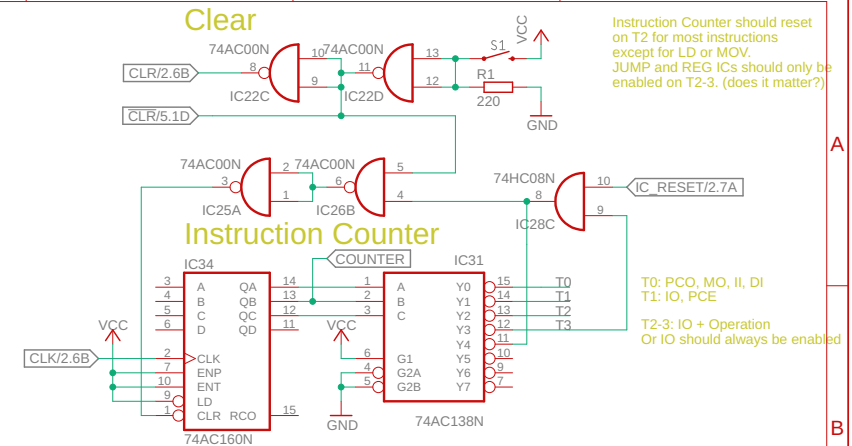 Clear
Instruction Counter should reset
on T2 for most instructions
except for LD or MOV.
JUMP and REG ICs should only be
enabled on T2-3. (does it matter?)
74AC00N
74AC00N
S1
VCC
CLR/2.6B
8
10
9
11
13
12
IC22C
IC22D
R1
220
GND
CLR/5.1D
A
74AC00N
74AC00N
74HC08N
3
2
1
6
5
4
8
10
9
IC_RESET/2.7A
IC25A
IC26B
IC28C
Instruction Counter
COUNTER
IC34
IC31
3 A QA 14
4 B QB 13
5 C QC 12
6 D QD 11
2 CLK
7 ENP
10 ENT
9 LD
1 CLR RCO 15
74AC160N
VCC
CLK/2.6B
1 A Y0 15 T0
2 B Y1 14 T1
3 C Y2 13 T2
Y3 12 T3
Y4 11
6 G1 Y5 10
4 G2A Y6 9
5 G2B Y7 7
74AC138N
VCC
GND
T0: PCO, MO, II, DI
T1: IO, PCE
T2-3: IO + Operation
Or IO should always be enabled
B